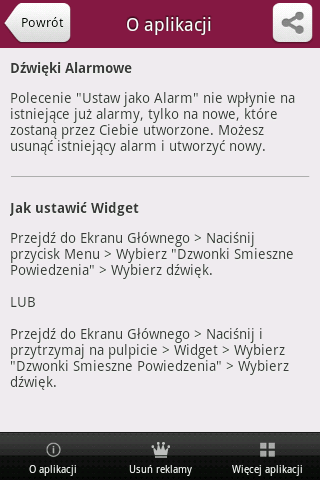 Powrót
O aplikacji
Dźwięki Alarmowe
Polecenie "Ustaw jako Alarm" nie wpłynie na
istniejące już alarmy, tylko na nowe, które
zostaną przez Ciebie utworzone. Możesz
usunąć istniejący alarm i utworzyć nowy.
Jak ustawić Widget
Przejdź do Ekranu Głównego > Naciśnij
przycisk Menu > Wybierz "Dzwonki Smieszne
Powiedzenia" > Wybierz dźwięk.
LUB
Przejdź do Ekranu Głównego > Naciśnij i
przytrzymaj na pulpicie > Widget > Wybierz
"Dzwonki Smieszne Powiedzenia" > Wybierz
dźwięk.
O aplikacji
Usuń reklamy
Więcej aplikacji